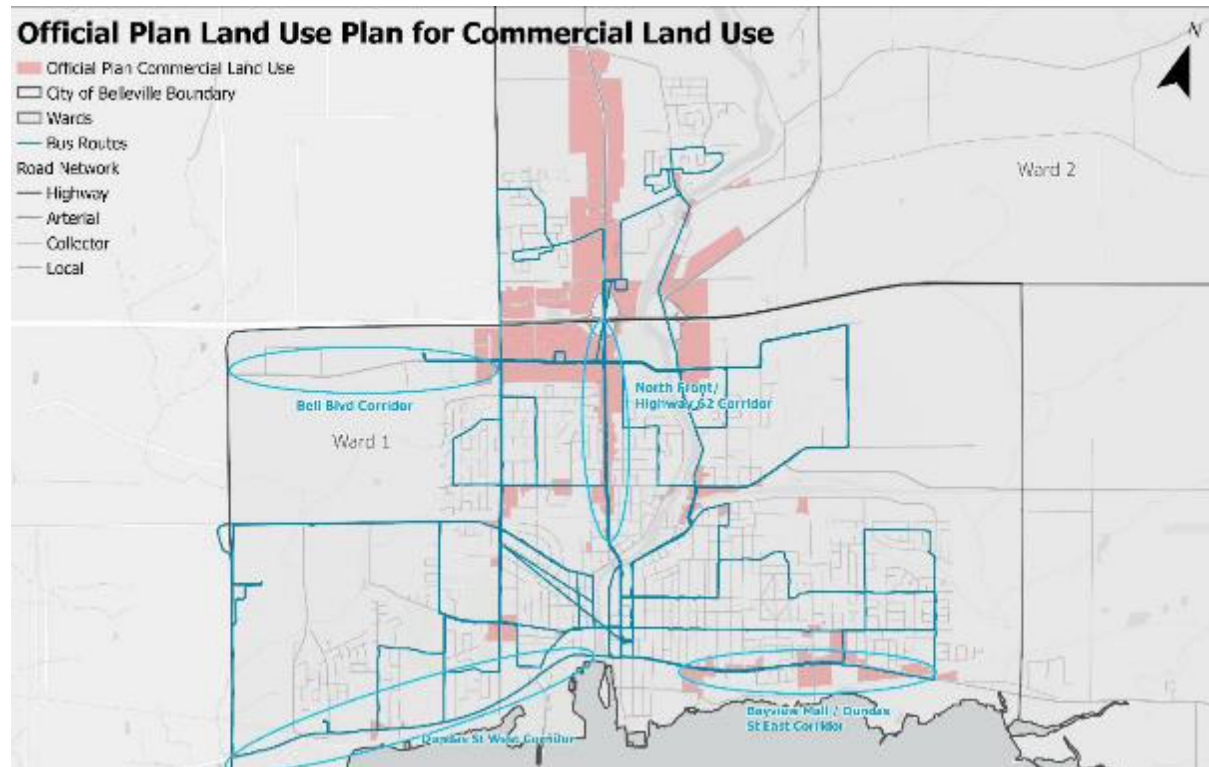 Official Plan Land Use Plan for Commercial Land Use
N
Official Plan Commercial Land Use
City of Belleville Boundary
Wards
Bus Routes
Road Network
Highway
Arterial
Collector
Local
Ward 2
North Front/
Highway 62 Corridor
Bell Blvd Corridor
Ward 1
Bayview Mall / Dundas
St East Corridor
Dundas St West Corridor